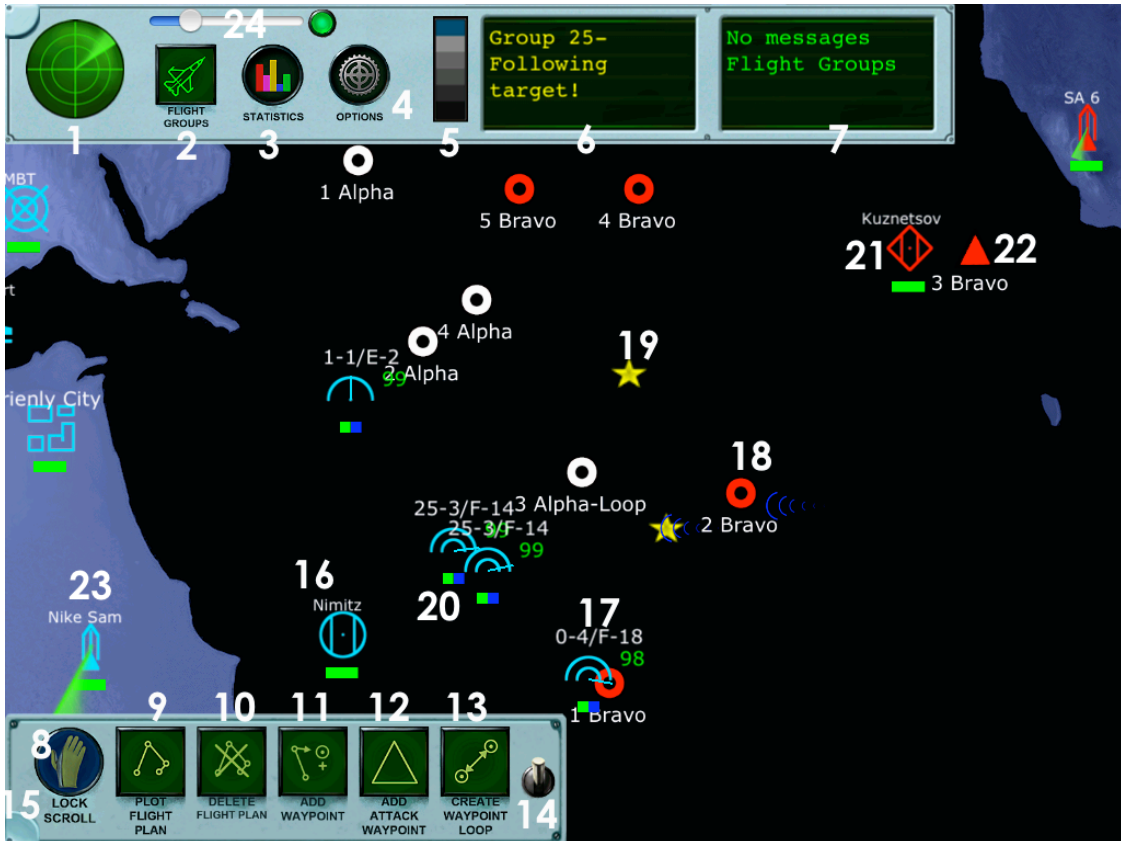 24
Group 25-
Following
target!
No messages
Flight Groups
FLIGHT
GROUPS
STATISTICS
OPTIONS
4
1
2
3
5
6
7
SA 6
1 Alpha
MBT
5 Bravo
4 Bravo
Kuznetsov
21
22
3 Bravo
rt
4 Alpha
1-1/E-2
2 Alpha
99
19
rienly City
18
3 Alpha-Loop
2 Bravo
25-3/F-14
99
25-3/F-14
99
16
20
17
23
Nimitz
Nike Sam
0-4/F-18
98
1 Bravo
9
10
11
12
13
8
15
LOCK
SCROLL
PLOT
FLIGHT
PLAN
DELETE
FLIGHT PLAN
ADD
WAYPOINT
ADD
ATTACK
WAYPOINT
CREATE
WAYPOINT
LOOP
14